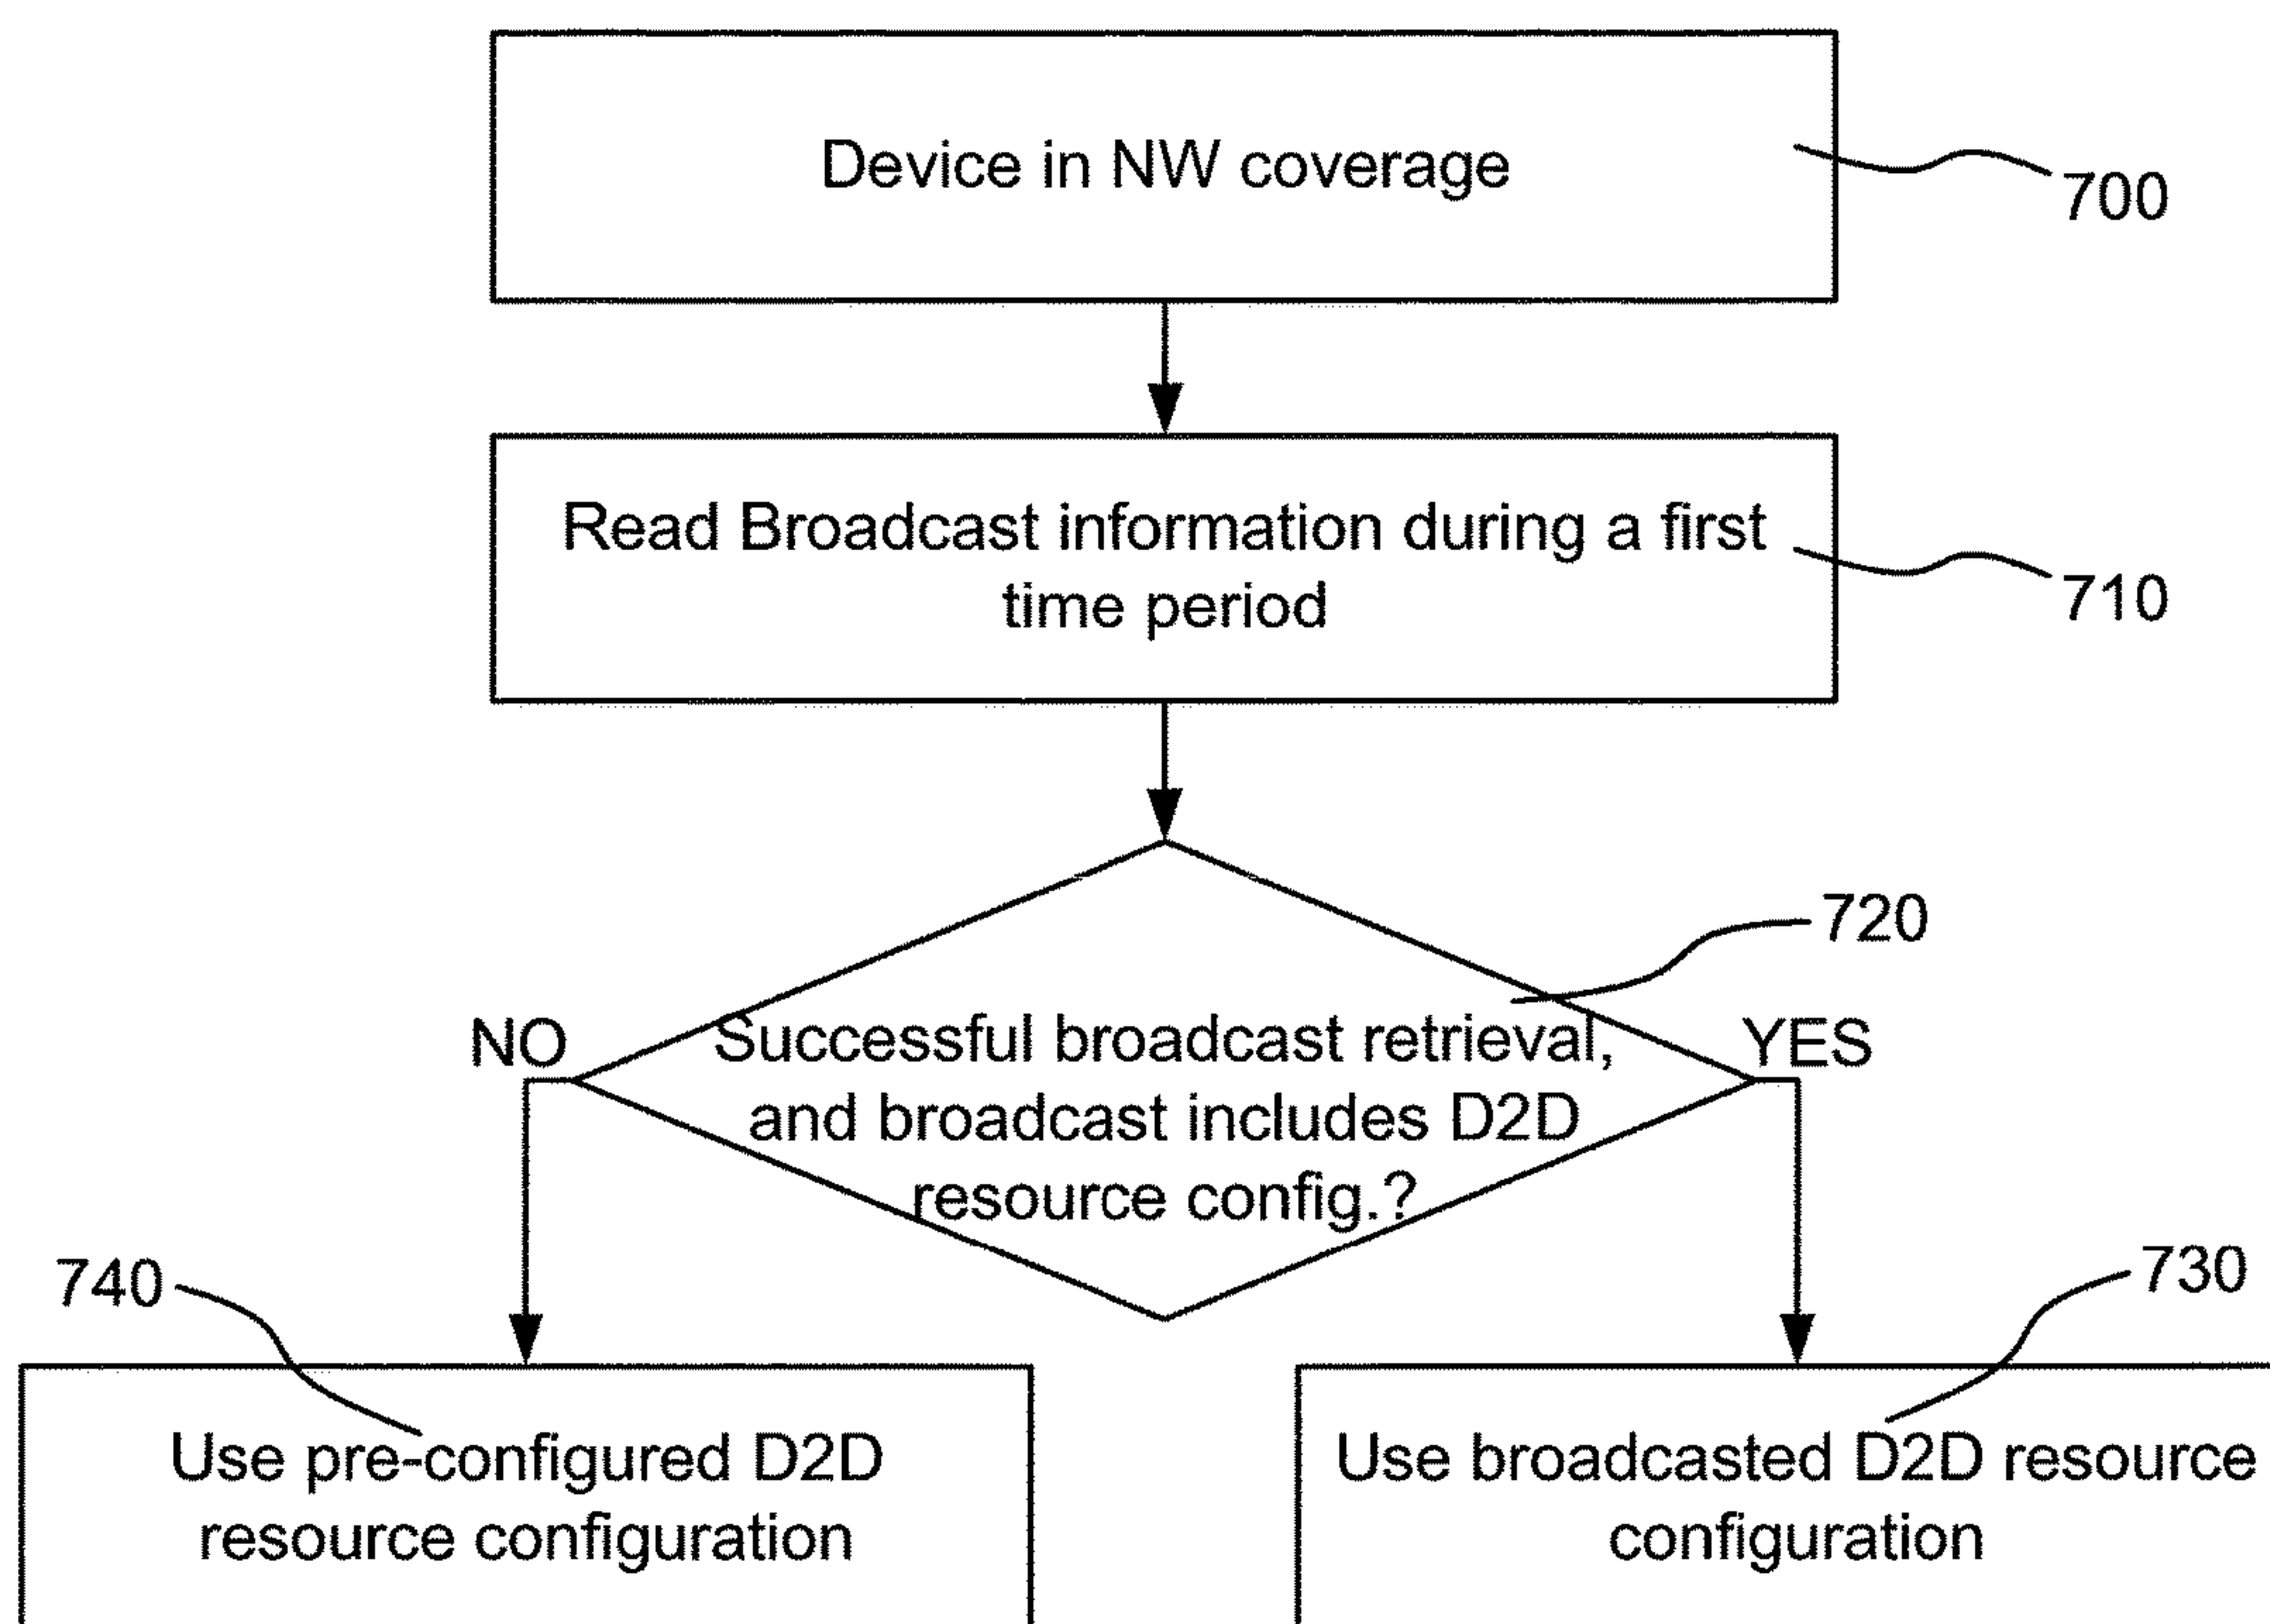 Device in NW coverage
700
Read Broadcast information during a first
time period
710
720
NO
YES
Successful broadcast retrieval,
and broadcast includes D2D
resource config.?
740
730
Use pre-configured D2D
resource configuration
Use broadcasted D2D resource
configuration